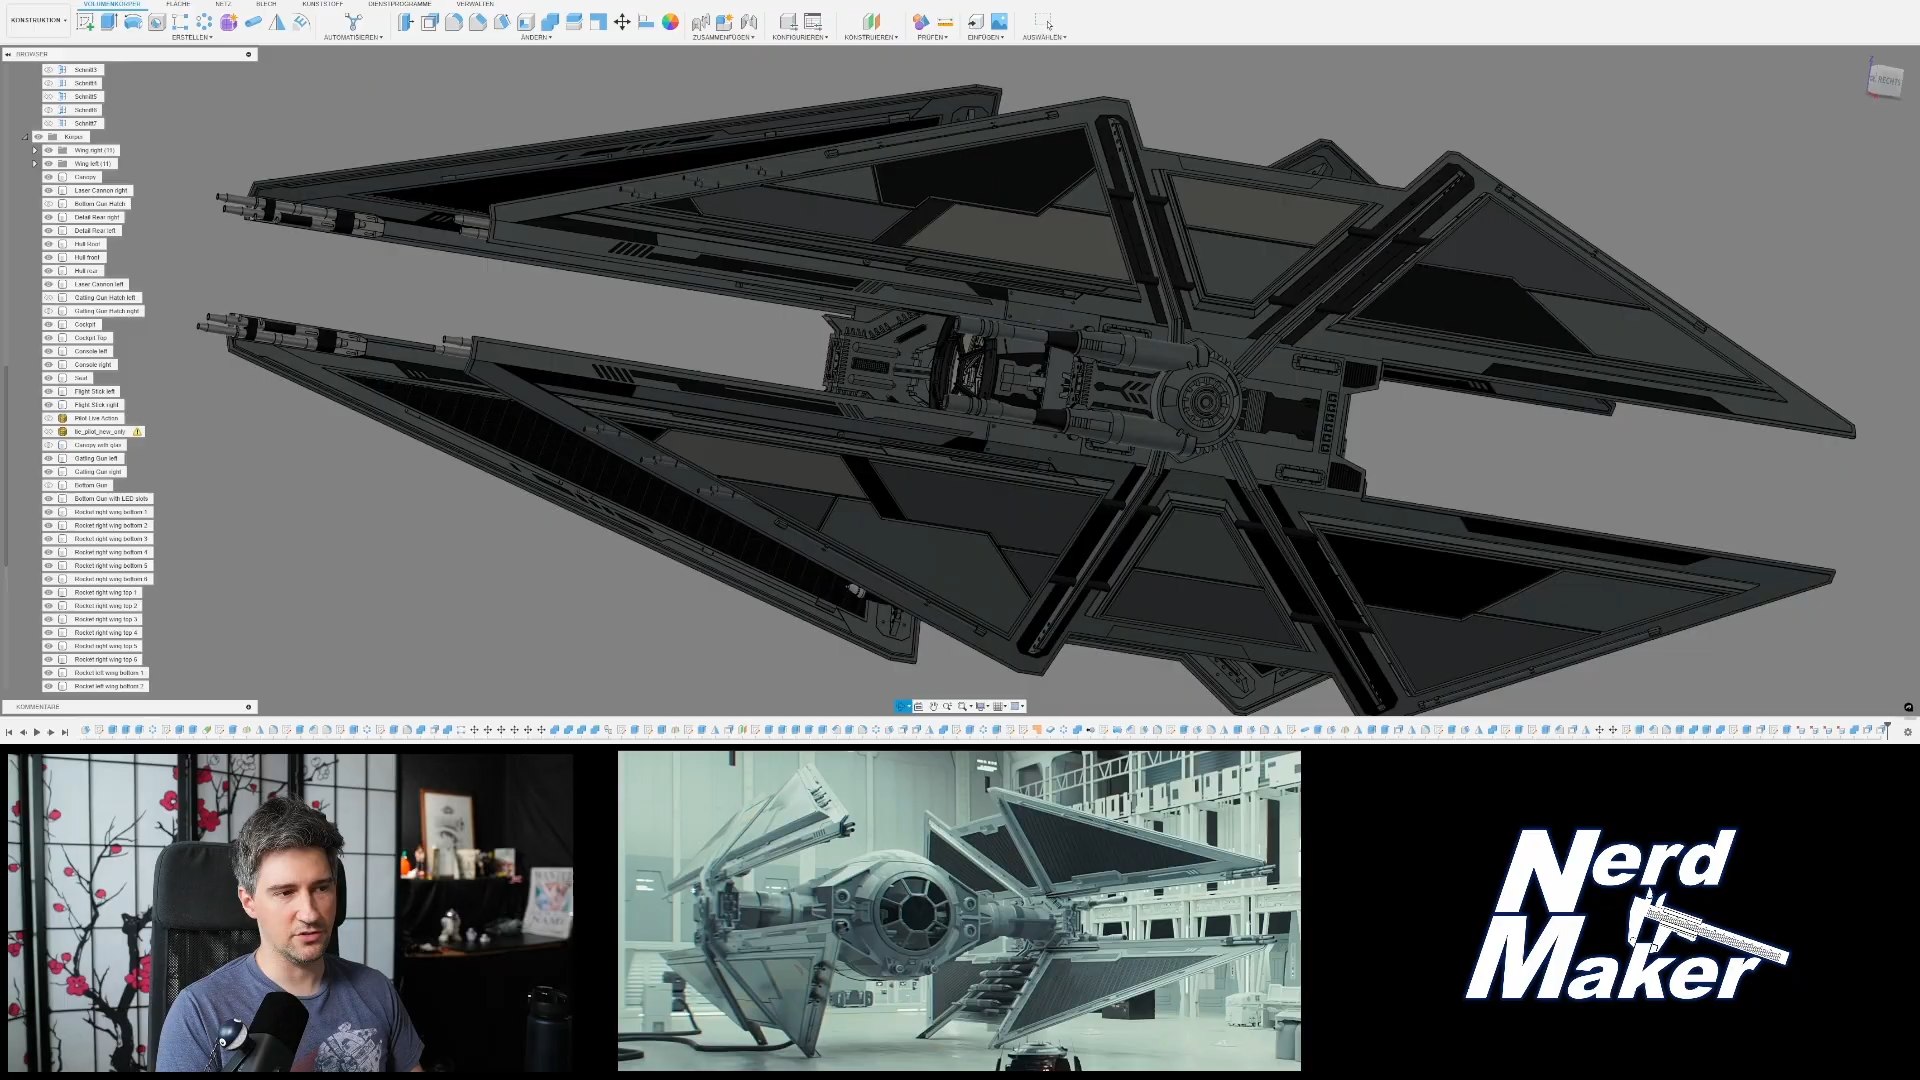 VOLUMENKÖRPER FLÄCHE NETZ BLECH KUNSTSTOFF DIENSTPROGRAMME VERWALTEN
KONSTRUKTION
ERSTELLEN AUTOMATISIEREN ÄNDERN ZUSAMMENFÜGEN KONFIGURIEREN KONSTRUIEREN PRÜFEN EINFÜGEN AUSWÄHLEN
BROWSER
RECHTS
Schnitt3
Schnitt4
Schnitt5
Schnitt6
Schnitt7
Körper
Wing right (11)
Wing left (11)
Canopy
Laser Cannon right
Bottom Gun Hatch
Detail Rear right
Detail Rear left
Hull Roof
Hull front
Hull rear
Laser Cannon left
Gatling Gun Hatch left
Gatling Gun Hatch right
Cockpit
Cockpit Top
Console left
Console right
Seat
Flight Stick left
Flight Stick right
Pilot Live Action
tie_pilot_new_only
Canopy with glas
Gatling Gun left
Gatling Gun right
Bottom Gun
Bottom Gun with LED slots
Rocket right wing bottom 1
Rocket right wing bottom 2
Rocket right wing bottom 3
Rocket right wing bottom 4
Rocket right wing bottom 5
Rocket right wing bottom 6
Rocket right wing top 1
Rocket right wing top 2
Rocket right wing top 3
Rocket right wing top 4
Rocket right wing top 5
Rocket right wing top 6
Rocket left wing bottom 1
Rocket left wing bottom 2
KOMMENTARE
WANTED
NAME
Nerd
Maker